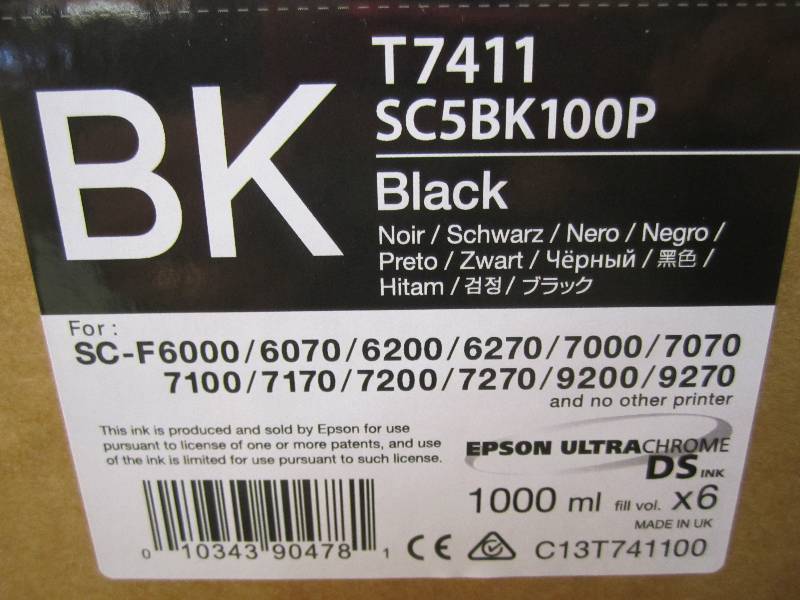 BK
T7411
SC5BK100P
Black
Noir / Schwarz / Nero / Negro /
Preto / Zwart / Чёрный / 黑色 /
Hitam / 검정 / ブラック
For :
SC-F6000/6070/6200/6270/7000/7070
7100/7170/7200/7270/9200/9270
and no other printer
This ink is produced and sold by Epson for use
pursuant to license of one or more patents, and use
of the ink is limited for use pursuant to such license.
EPSON ULTRACHROME
DS INK
1000 ml fill vol. x6
MADE IN UK
0 10343 90478 1
CE C13T741100